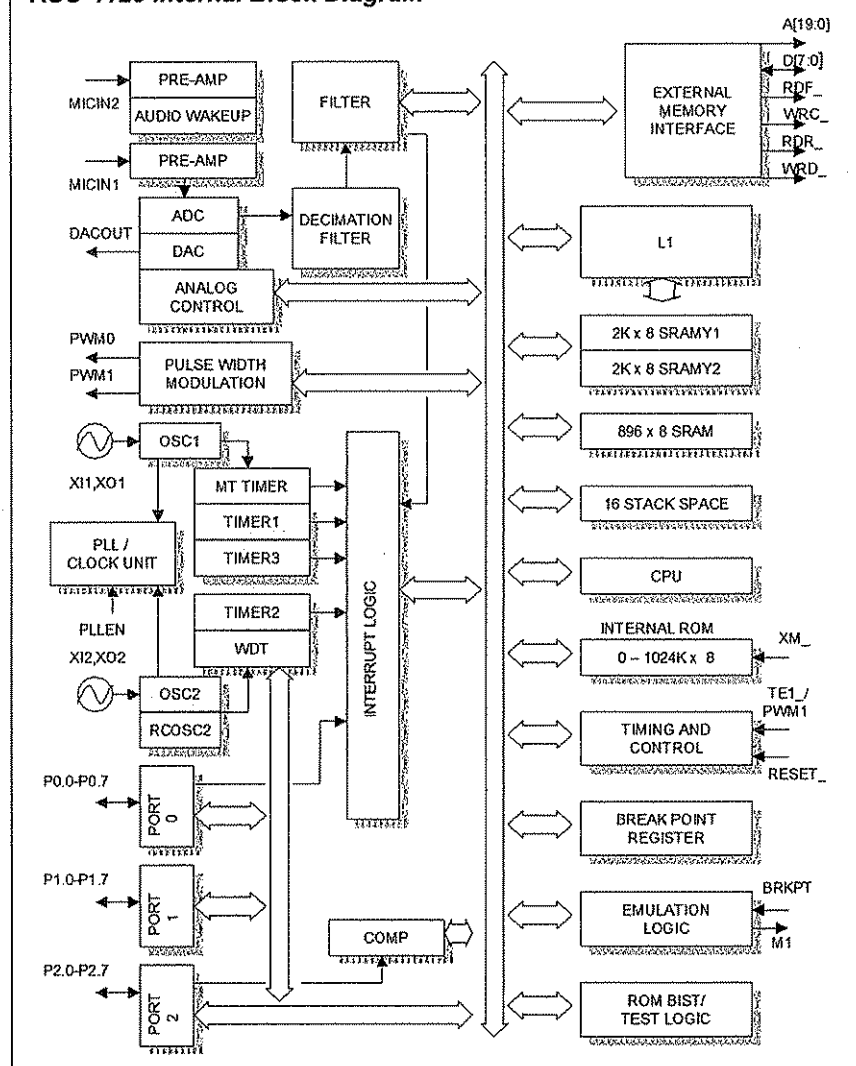 Internal Block Diagram
MICIN2
PRE-AMP
AUDIO WAKEUP
MICIN1
PRE-AMP
ADC
DACOUT
DAC
ANALOG
CONTROL
FILTER
DECIMATION
FILTER
PWM0
PWM1
PULSE WIDTH
MODULATION
OSC1
XI1,XO1
MT TIMER
TIMER1
TIMER3
PLL /
CLOCK UNIT
PLLEN
TIMER2
WDT
XI2,XO2
OSC2
RCOSC2
INTERRUPT LOGIC
P0.0-P0.7
PORT
0
P1.0-P1.7
PORT
1
P2.0-P2.7
PORT
2
COMP
EXTERNAL
MEMORY
INTERFACE
A[19:0]
D[7:0]
RDF_
WRC_
RDR_
WRD_
L1
2K x 8 SRAMY1
2K x 8 SRAMY2
896 x 8 SRAM
16 STACK SPACE
CPU
INTERNAL ROM
0 – 1024K x 8
XM_
TIMING AND
CONTROL
TE1_/
PWM1
RESET_
BREAK POINT
REGISTER
EMULATION
LOGIC
BRKPT
M1
ROM BIST/
TEST LOGIC